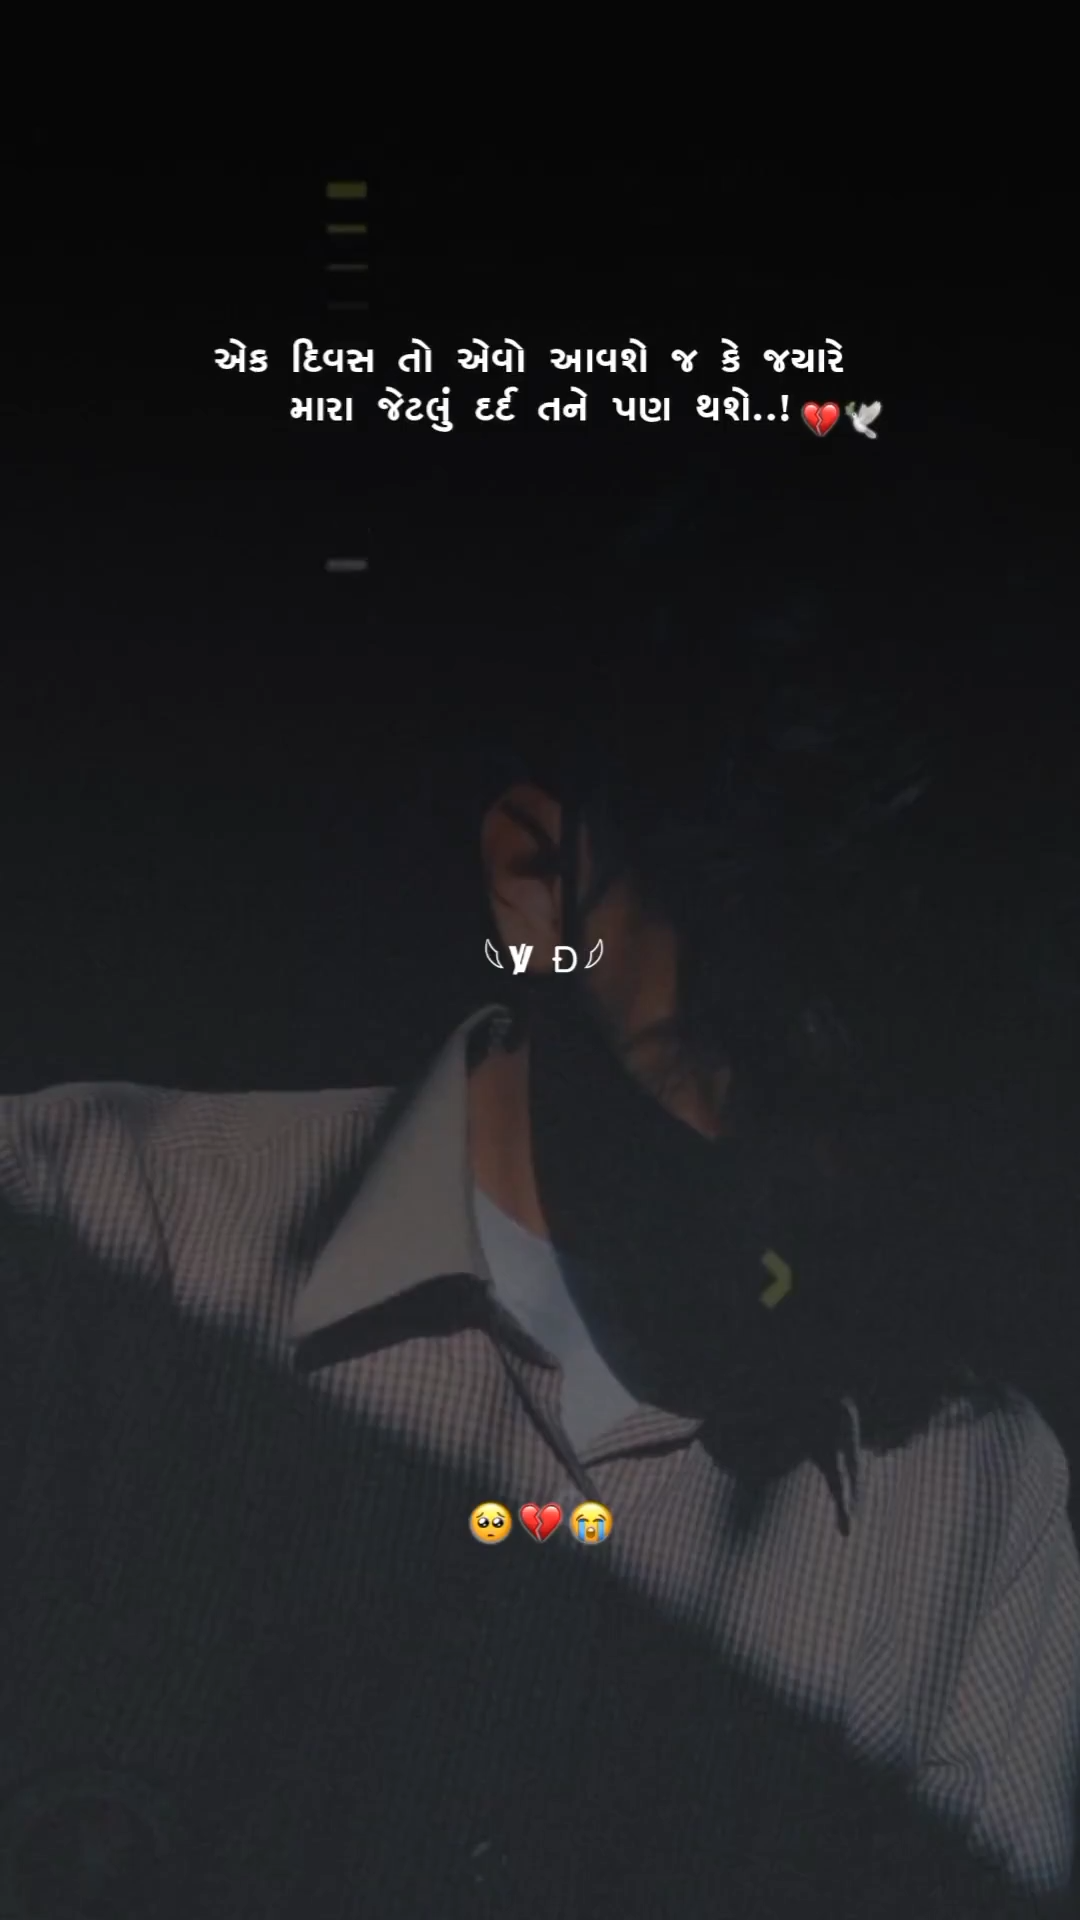 એક દિવસ તો એવો આવશે જ કે જયારે
મારા જેટલું દર્દ તને પણ થશે..! 💔🕊️
V Ð
🥺💔😭